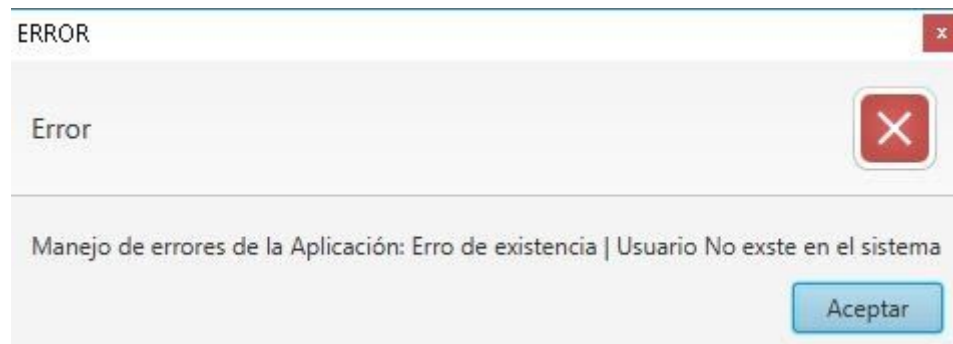 ERROR
x
Error
Manejo de errores de la Aplicación: Erro de existencia | Usuario No exste en el sistema
Aceptar